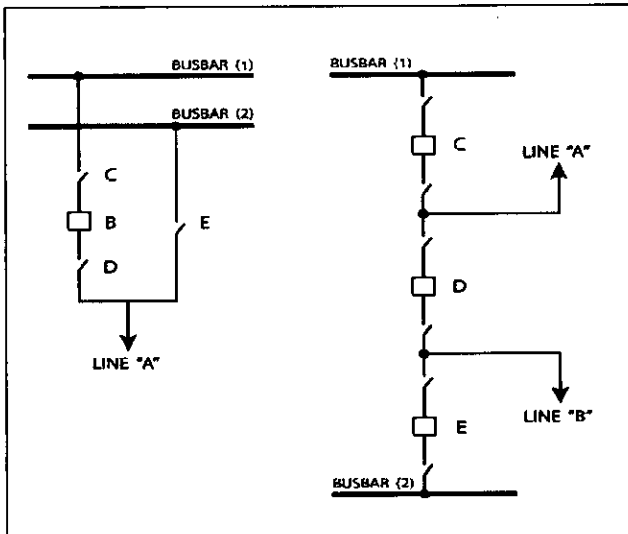 BUSBAR (1)
BUSBAR (2)
C
B
E
D
LINE "A"
BUSBAR (1)
C
LINE "A"
D
LINE "B"
E
BUSBAR (2)